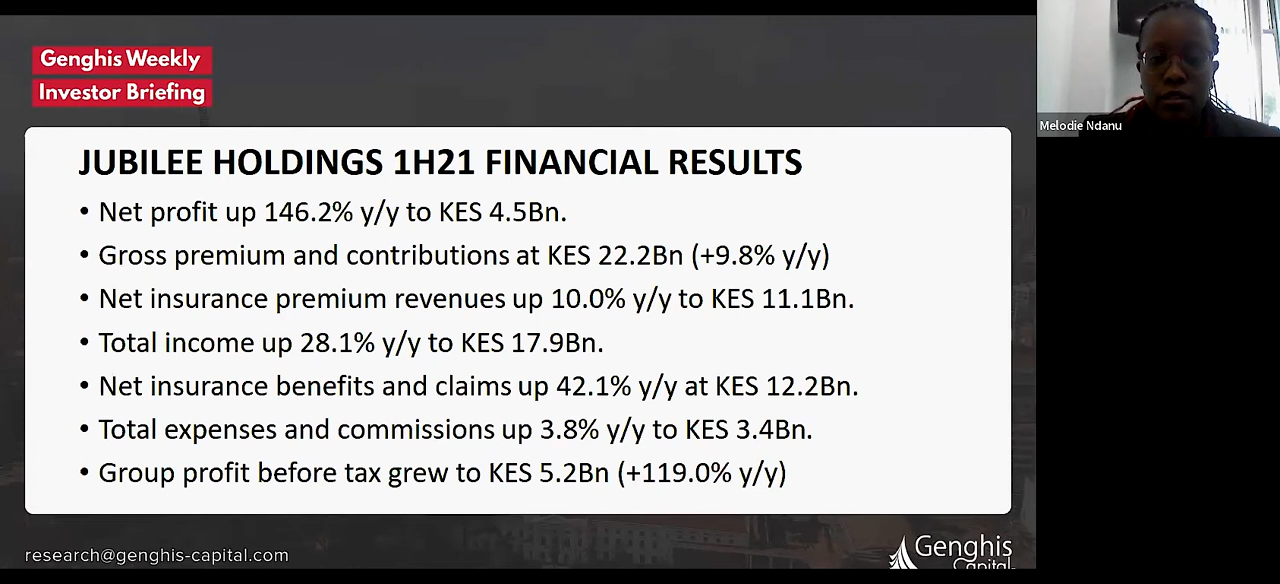 Genghis Weekly
Investor Briefing
JUBILEE HOLDINGS 1H21 FINANCIAL RESULTS
• Net profit up 146.2% y/y to KES 4.5Bn.
• Gross premium and contributions at KES 22.2Bn (+9.8% y/y)
• Net insurance premium revenues up 10.0% y/y to KES 11.1Bn.
• Total income up 28.1% y/y to KES 17.9Bn.
• Net insurance benefits and claims up 42.1% y/y at KES 12.2Bn.
• Total expenses and commissions up 3.8% y/y to KES 3.4Bn.
• Group profit before tax grew to KES 5.2Bn (+119.0% y/y)
research@genghis-capital.com
Genghis
Capital
Melodie Ndanu